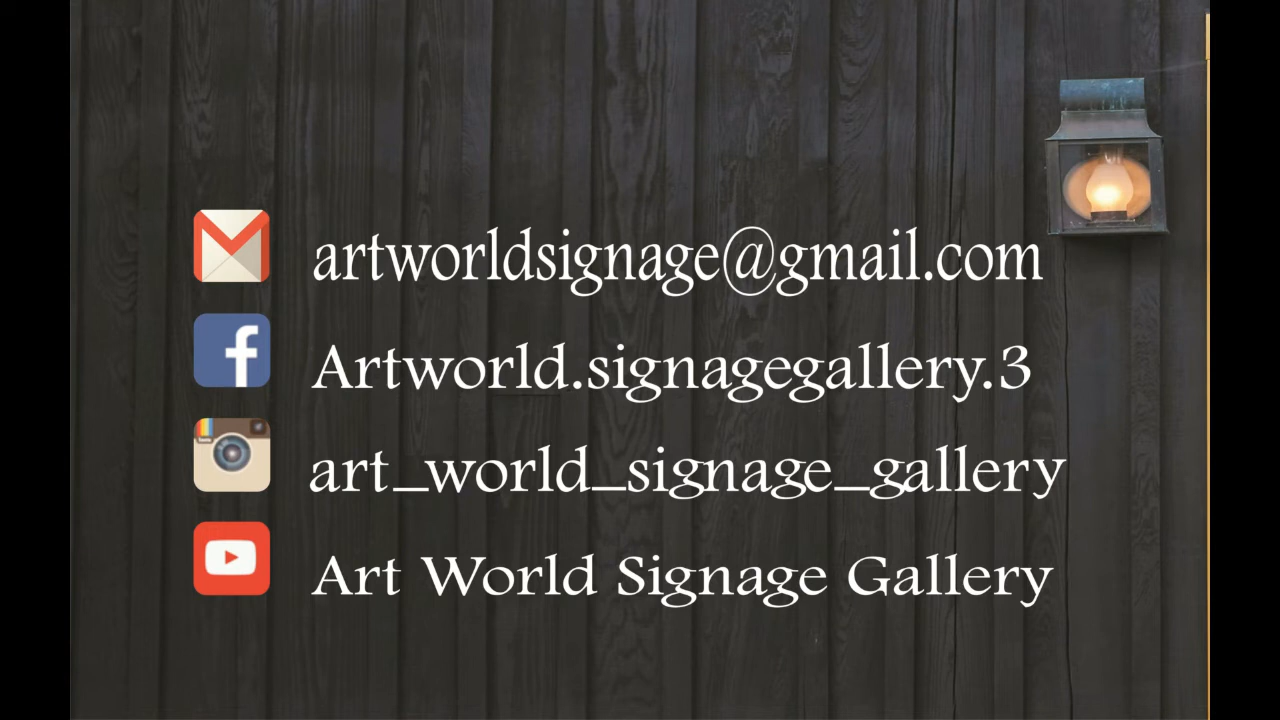 artworldsignage@gmail.com
Artworld.signagegallery.3
art_world_signage_gallery
Art World Signage Gallery